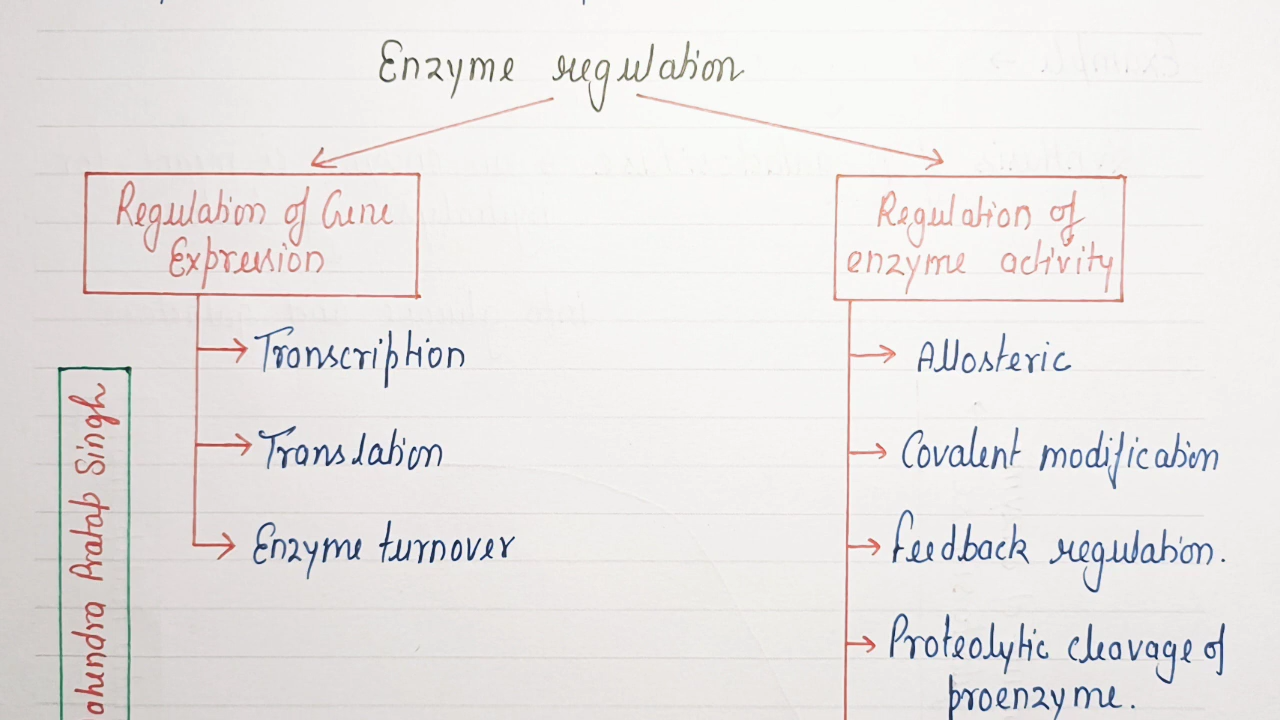 Enzyme regulation
Regulation of Gene
Expression
Transcription
Translation
Enzyme turnover
Regulation of
enzyme activity
Allosteric
Covalent modification
Feedback regulation.
Proteolytic cleavage of
proenzyme.
Pratap Singh